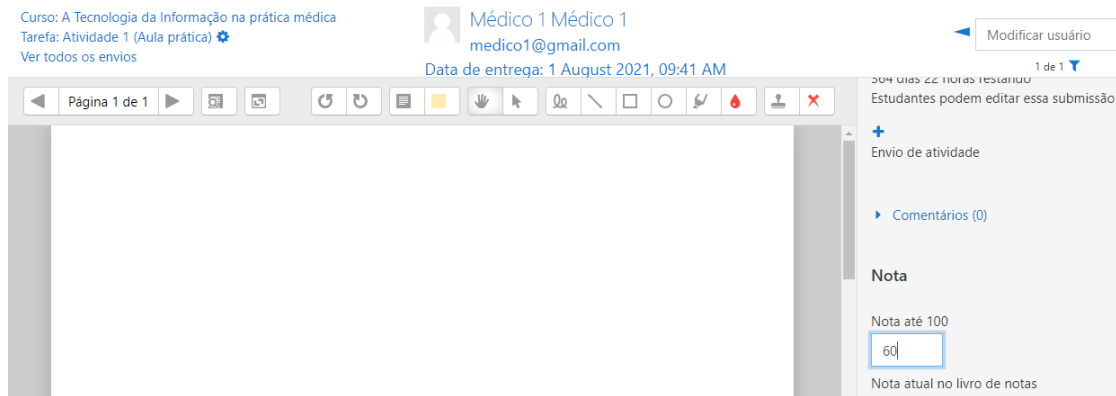 Curso: A Tecnologia da Informação na prática médica
Tarefa: Atividade 1 (Aula prática)
Ver todos os envios
Médico 1 Médico 1
medico1@gmail.com
Data de entrega: 1 August 2021, 09:41 AM
Modificar usuário
1 de 1
Página 1 de 1
364 dias 22 horas restando
Estudantes podem editar essa submissão
Envio de atividade
Comentários (0)
Nota
Nota até 100
60
Nota atual no livro de notas